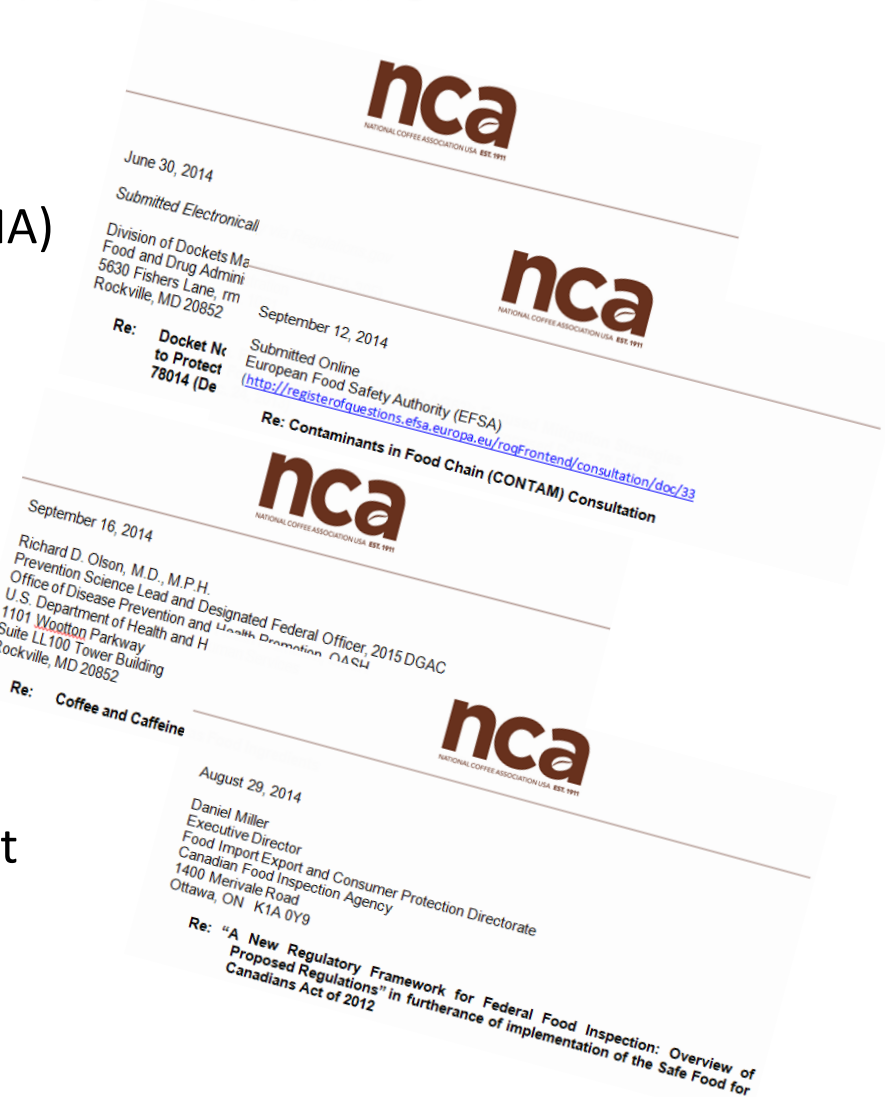 nca
NATIONAL COFFEE ASSOCIATION USA EST. 1911
June 30, 2014
Submitted Electronicall
Division of Dockets Ma
Food and Drug Admini
5630 Fishers Lane, rm
Rockville, MD 20852
Re: Docket No
to Protect
78014 (De
nca
NATIONAL COFFEE ASSOCIATION USA EST. 1911
September 12, 2014
Submitted Online
European Food Safety Authority (EFSA)
(http://registerofquestions.efsa.europa.eu/roqFrontend/consultation/doc/33
Re: Contaminants in Food Chain (CONTAM) Consultation
nca
NATIONAL COFFEE ASSOCIATION USA EST. 1911
September 16, 2014
Richard D. Olson, M.D., M.P.H.
Prevention Science Lead and Designated Federal Officer, 2015 DGAC
Office of Disease Prevention and Health Promotion, OASH
U.S. Department of Health and H
1101 Wootton Parkway
Suite LL100 Tower Building
Rockville, MD 20852
Re: Coffee and Caffeine
nca
NATIONAL COFFEE ASSOCIATION USA EST. 1911
August 29, 2014
Daniel Miller
Executive Director
Food Import Export and Consumer Protection Directorate
Canadian Food Inspection Agency
1400 Merivale Road
Ottawa, ON K1A 0Y9
Re: “A New Regulatory Framework for Federal Food Inspection: Overview of
Proposed Regulations” in furtherance of implementation of the Safe Food for
Canadians Act of 2012